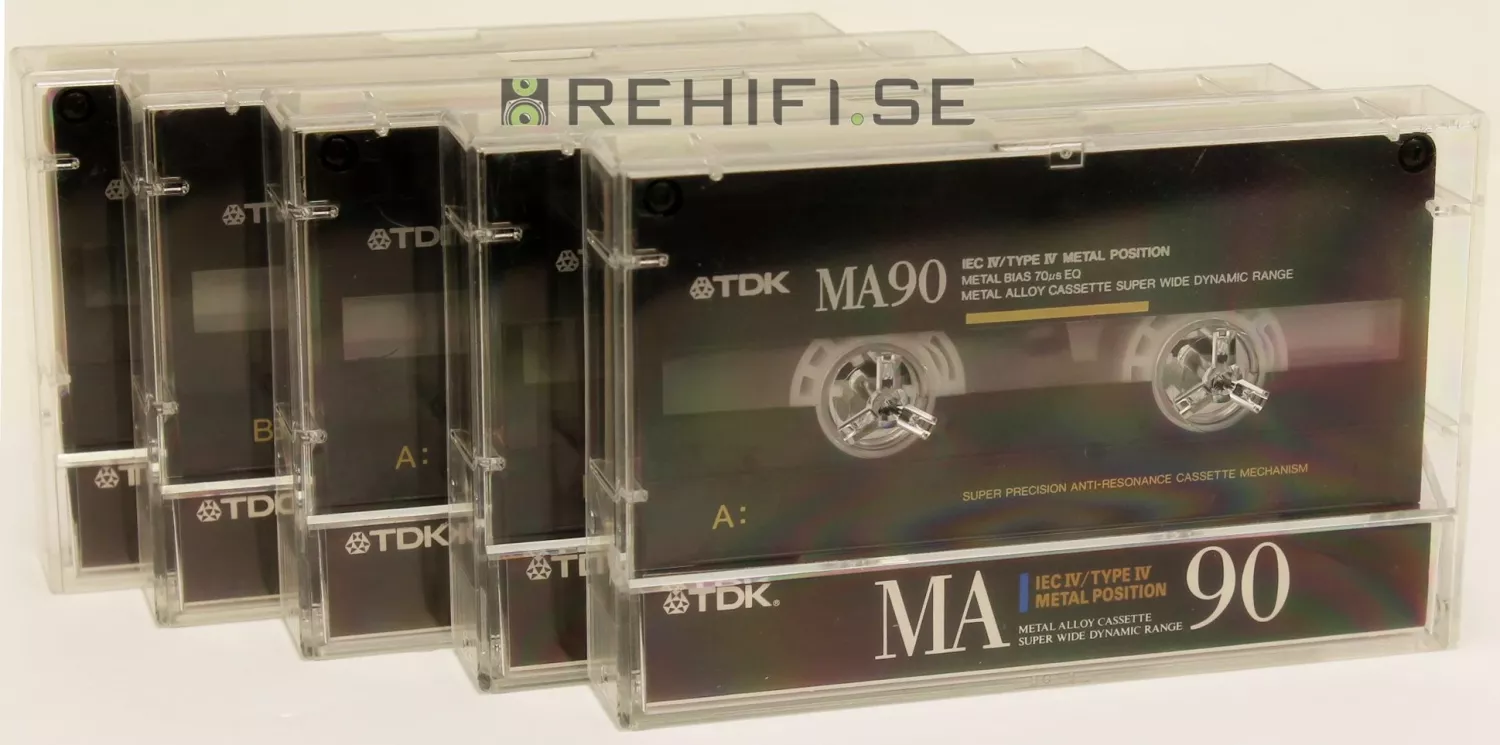 REHIFI.SE
TDK MA90
IEC IV/TYPE IV METAL POSITION
METAL BIAS 70µs EQ
METAL ALLOY CASSETTE SUPER WIDE DYNAMIC RANGE
SUPER PRECISION ANTI-RESONANCE CASSETTE MECHANISM
A:
TDK® MA 90
IEC IV/TYPE IV
METAL POSITION
METAL ALLOY CASSETTE
SUPER WIDE DYNAMIC RANGE
TD
A:
TDK
T
B
TD
T
T